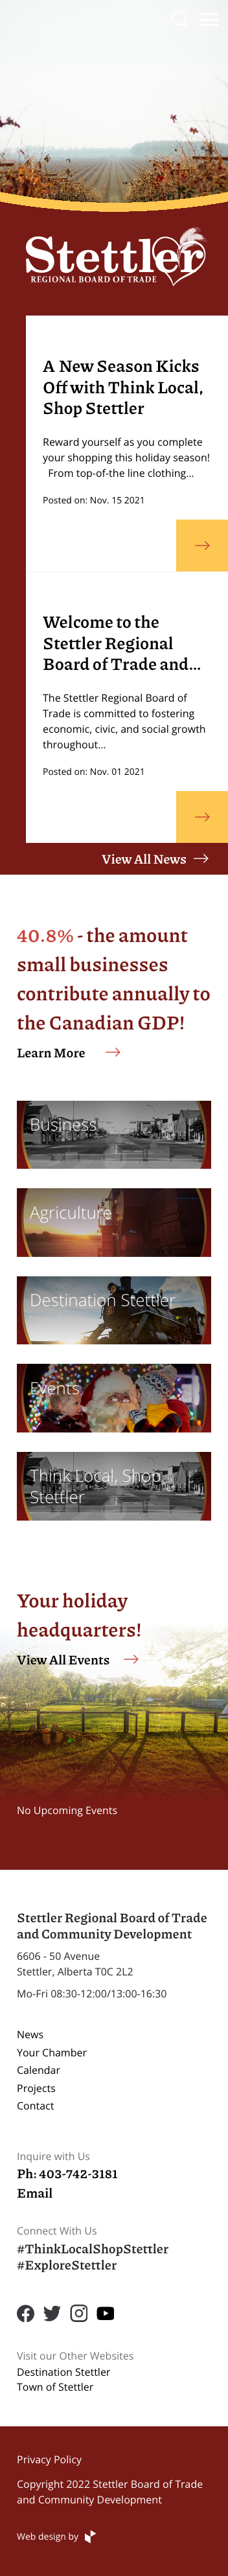 Stettler
REGIONAL BOARD OF TRADE
A New Season Kicks
Off with Think Local,
Shop Stettler
Reward yourself as you complete
your shopping this holiday season!
From top-of-the line clothing...
Posted on: Nov. 15 2021
Welcome to the
Stettler Regional
Board of Trade and...
The Stettler Regional Board of
Trade is committed to fostering
economic, civic, and social growth
throughout...
Posted on: Nov. 01 2021
View All News
40.8% - the amount
small businesses
contribute annually to
the Canadian GDP!
Learn More
Business
Agriculture
Destination Stettler
Events
Think Local, Shop
Stettler
Your holiday
headquarters!
View All Events
No Upcoming Events
Stettler Regional Board of Trade
and Community Development
6606 - 50 Avenue
Stettler, Alberta T0C 2L2
Mo-Fri 08:30-12:00/13:00-16:30
News
Your Chamber
Calendar
Projects
Contact
Inquire with Us
Ph: 403-742-3181
Email
Connect With Us
#ThinkLocalShopStettler
#ExploreStettler
Visit our Other Websites
Destination Stettler
Town of Stettler
Privacy Policy
Copyright 2022 Stettler Board of Trade
and Community Development
Web design by